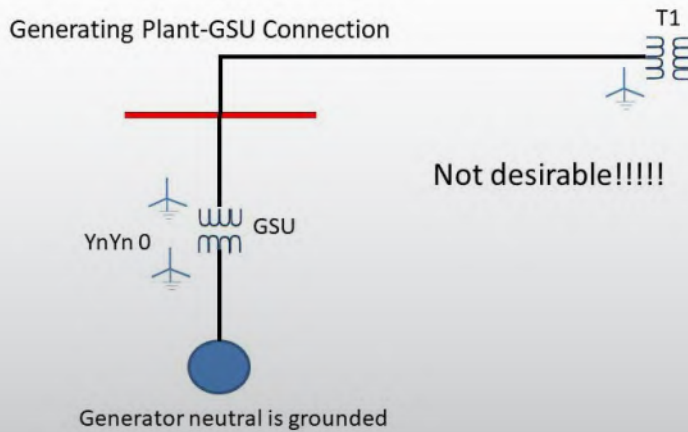 T1
Generating Plant-GSU Connection
Not desirable!!!!!
GSU
YnYn 0
Generator neutral is grounded